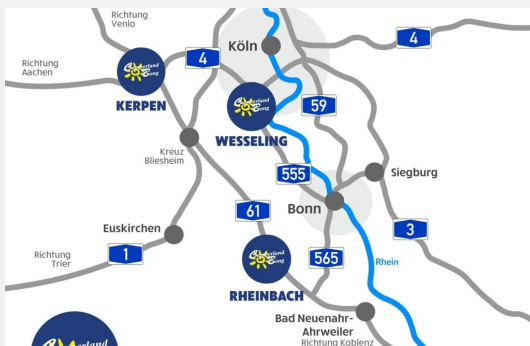 Richtung
Venlo
Köln
4
4
Richtung
Aachen
KERPEN
59
WESSELING
Kreuz
Bliesheim
555
Siegburg
Bonn
61
Euskirchen
3
1
Richtung
Trier
565
Rhein
RHEINBACH
Bad Neuenahr-
Ahrweiler
Richtung Koblenz